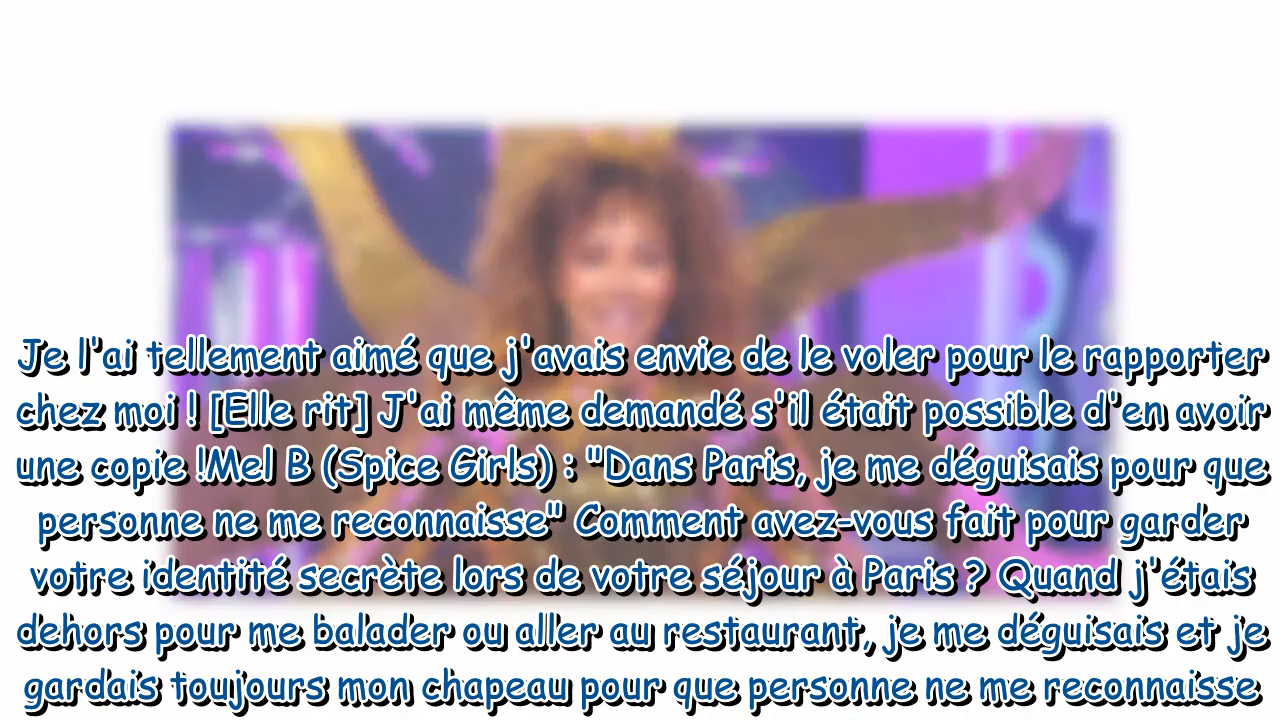 Je l'ai tellement aimé que j'avais envie de le voler pour le rapporter
chez moi ! [Elle rit] J'ai même demandé s'il était possible d'en avoir
une copie !Mel B (Spice Girls) : "Dans Paris, je me déguisais pour que
personne ne me reconnaisse" Comment avez-vous fait pour garder
votre identité secrète lors de votre séjour à Paris ? Quand j'étais
dehors pour me balader ou aller au restaurant, je me déguisais et je
gardais toujours mon chapeau pour que personne ne me reconnaisse